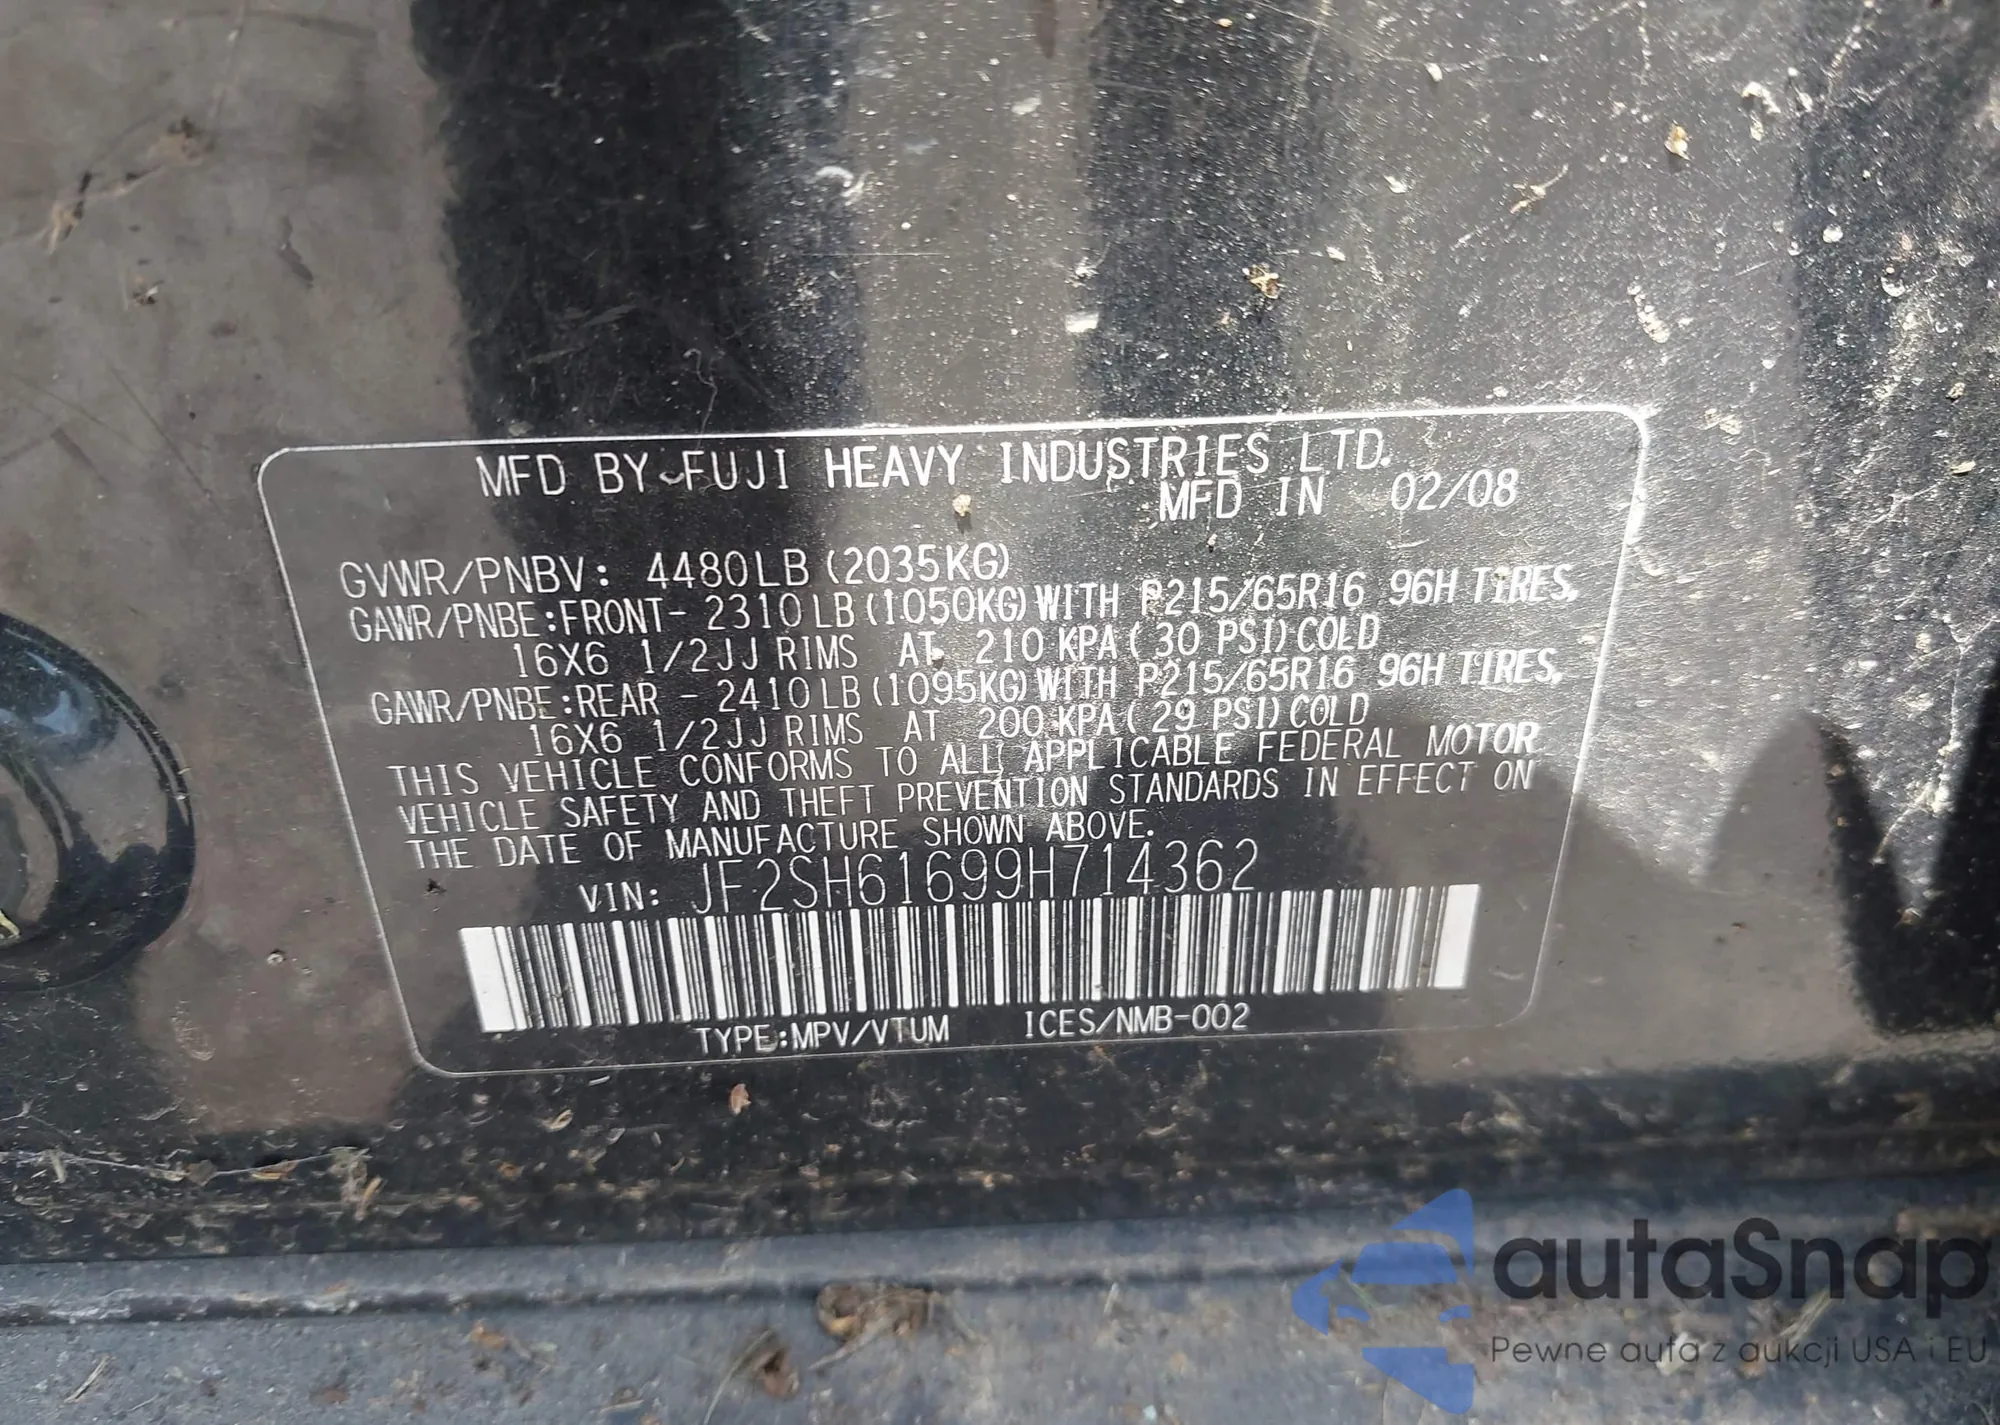 MFD BY FUJI HEAVY INDUSTRIES LTD.
MFD IN 02/08
GVWR/PNBV: 4480LB (2035KG)
GAWR/PNBE:FRONT- 2310LB(1050KG)WITH P215/65R16 96H TIRES,
16X6 1/2JJ RIMS AT 210 KPA( 30 PSI)COLD
GAWR/PNBE:REAR - 2410LB(1095KG)WITH P215/65R16 96H TIRES,
16X6 1/2JJ RIMS AT 200 KPA( 29 PSI)COLD
THIS VEHICLE CONFORMS TO ALL APPLICABLE FEDERAL MOTOR
VEHICLE SAFETY AND THEFT PREVENTION STANDARDS IN EFFECT ON
THE DATE OF MANUFACTURE SHOWN ABOVE.
VIN: JF2SH61699H714362
TYPE:MPV/VTUM ICES/NMB-002
autaSnap
Pewne auta z aukcji USA i EU